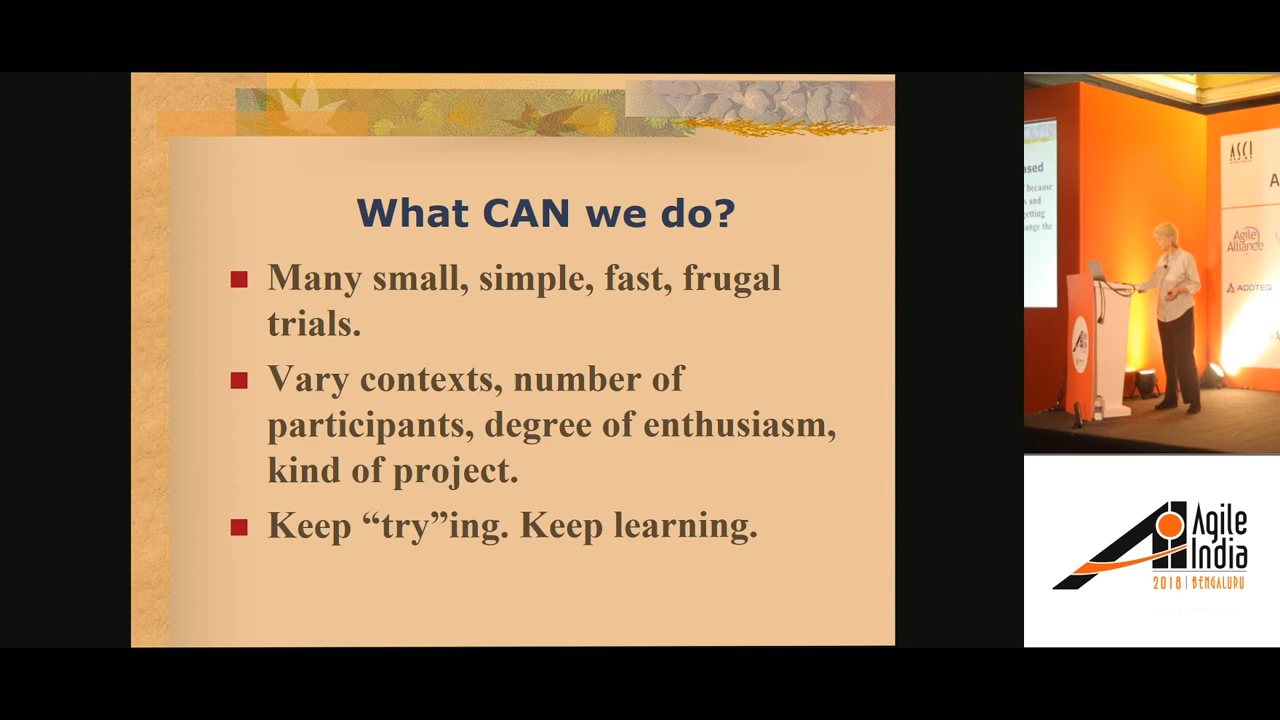 What CAN we do?
Many small, simple, fast, frugal
trials.
Vary contexts, number of
participants, degree of enthusiasm,
kind of project.
Keep “try”ing. Keep learning.
because
ASCI
A
Agile
Alliance
ADDTEQ
Agile
India
2018 | BENGALURU